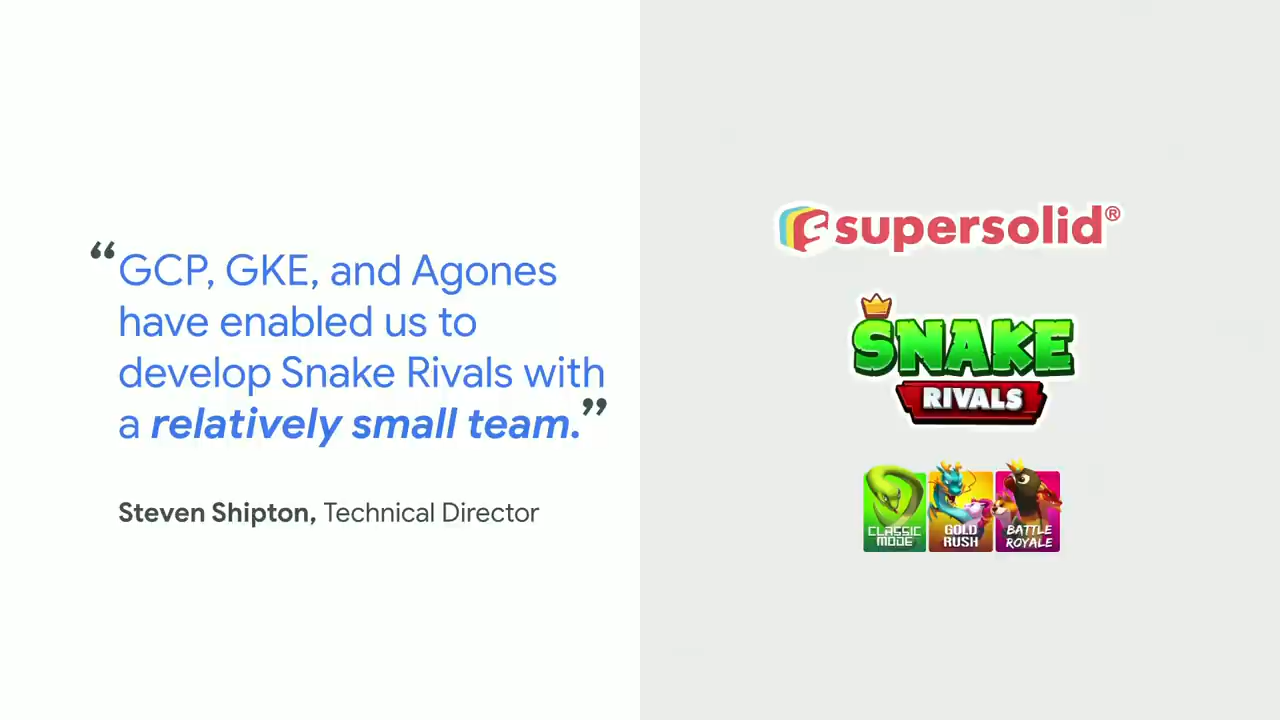 “GCP, GKE, and Agones
have enabled us to
develop Snake Rivals with
a relatively small team.”
Steven Shipton, Technical Director
supersolid®
SNAKE
RIVALS
CLASSIC
MODE
GOLD
RUSH
BATTLE
ROYALE